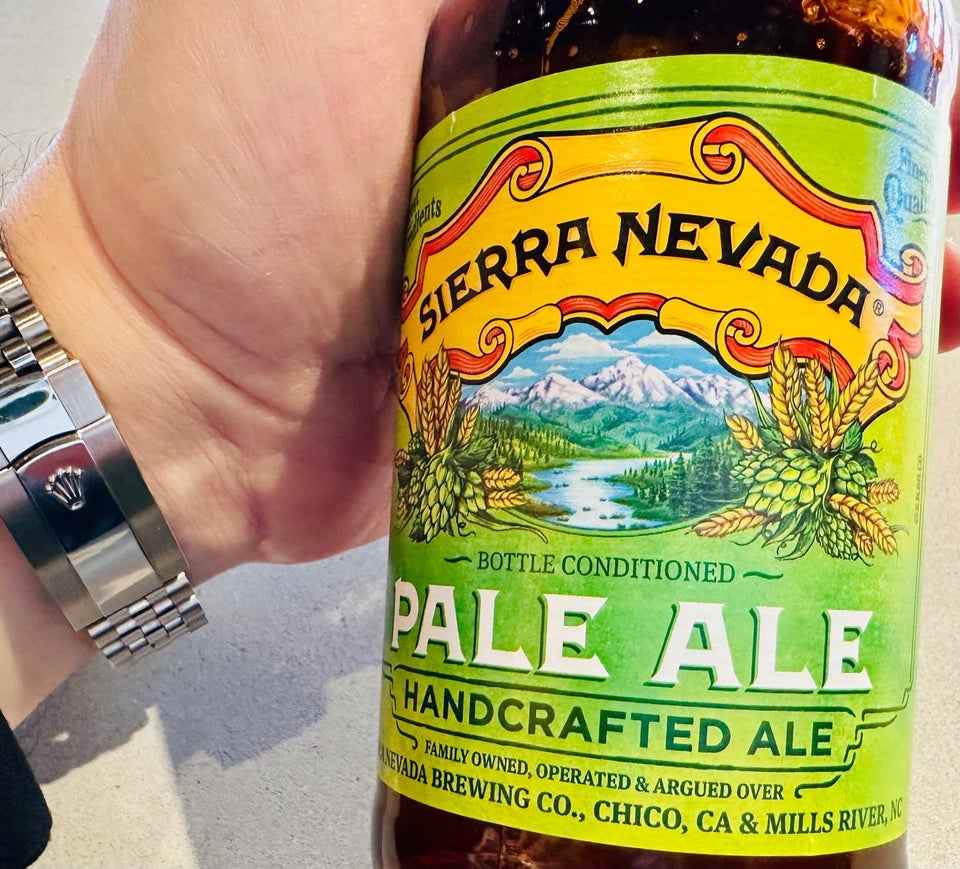 SIERRA NEVADA®
BOTTLE CONDITIONED
PALE ALE
HANDCRAFTED ALE
FAMILY OWNED, OPERATED & ARGUED OVER
NEVADA BREWING CO., CHICO, CA & MILLS RIVER, NC